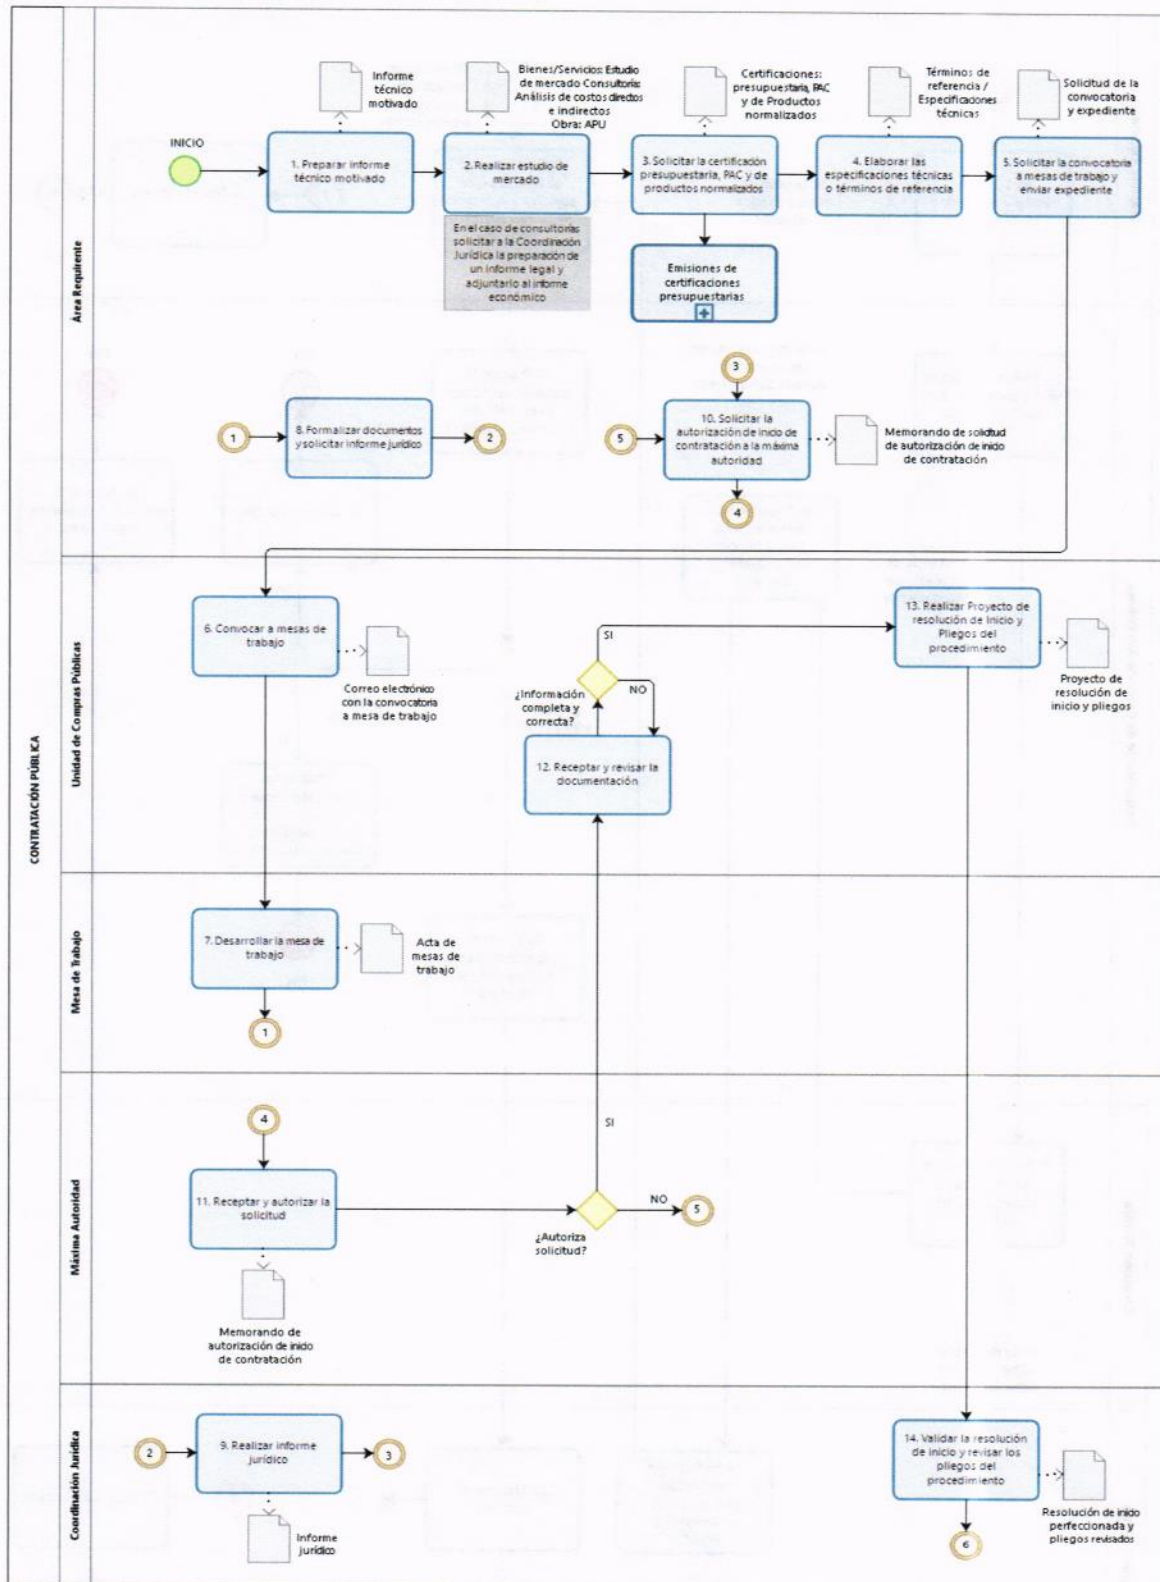 CONTRATACIÓN PÚBLICA
Área Requirente
INICIO
1. Preparar informe
técnico motivado
Informe
técnico
motivado
2. Realizar estudio de
mercado
Bienes/Servicios: Estudio
de mercado Consultorías:
Análisis de costos directos
e indirectos
Obra: APU
En el caso de consultorías
solicitar a la Coordinación
Jurídica la preparación de
un informe legal y
adjuntarlo al informe
económico
3. Solicitar la certificación
presupuestaria, PAC y de
productos normalizados
Certificaciones:
presupuestaria, PAC
y de Productos
normalizados
Emisiones de
certificaciones
presupuestarias
4. Elaborar las
especificaciones técnicas
o términos de referencia
Términos de
referencia /
Especificaciones
técnicas
5. Solicitar la convocatoria
a mesas de trabajo y
enviar expediente
Solicitud de la
convocatoria
y expediente
1
8. Formalizar documentos
y solicitar informe jurídico
2
3
5
10. Solicitar la
autorización de inicio de
contratación a la máxima
autoridad
4
Memorando de solicitud
de autorización de inicio
de contratación
Unidad de Compras Públicas
6. Convocar a mesas de
trabajo
Correo electrónico
con la convocatoria
a mesa de trabajo
¿Información
completa y
correcta?
SI
NO
12. Receptar y revisar la
documentación
13. Realizar Proyecto de
resolución de Inicio y
Pliegos del
procedimiento
Proyecto de
resolución de
inicio y pliegos
Mesa de Trabajo
7. Desarrollar la mesa de
trabajo
Acta de
mesas de
trabajo
1
Máxima Autoridad
4
11. Receptar y autorizar la
solicitud
Memorando de
autorización de inicio
de contratación
SI
¿Autoriza
solicitud?
NO
5
Coordinación Jurídica
2
9. Realizar informe
jurídico
3
Informe
jurídico
14. Validar la resolución
de inicio y revisar los
pliegos del
procedimiento
Resolución de inicio
perfeccionada y
pliegos revisados
6